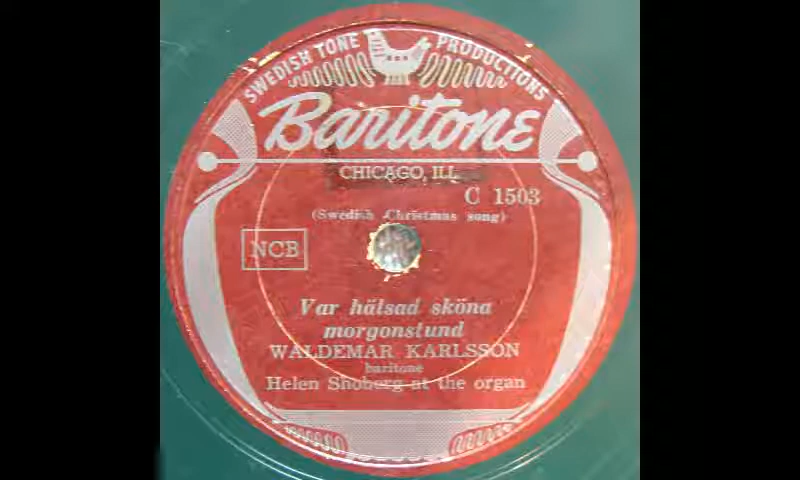 SWEDISH TONE PRODUCTIONS
Baritone
CHICAGO, ILL.
C 1503
(Swedish Christmas song)
NCB
Var hälsad sköna
morgonstund
WALDEMAR KARLSSON
baritone
Helen Shoberg at the organ